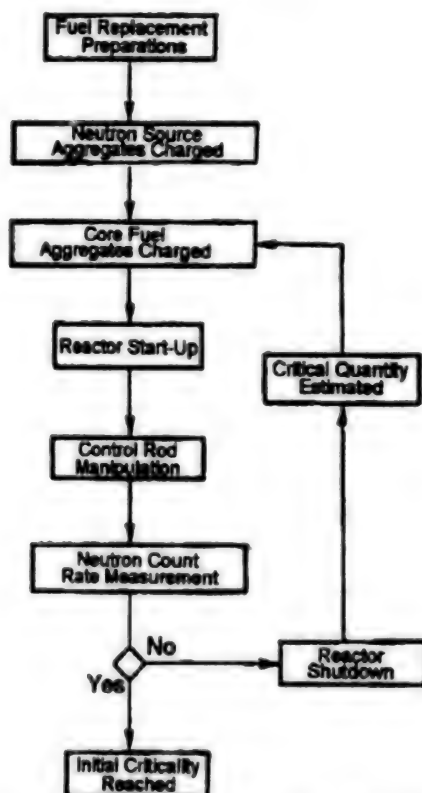 Fuel Replacement
Preparations
Neutron Source
Aggregates Charged
Core Fuel
Aggregates Charged
Reactor Start-Up
Critical Quantity
Estimated
Control Rod
Manipulation
Neutron Count
Rate Measurement
No
Yes
Reactor
Shutdown
Initial Criticality
Reached